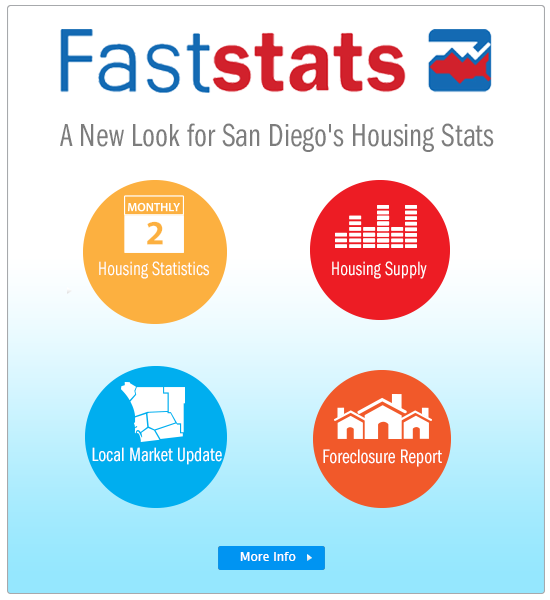 Faststats
A New Look for San Diego's Housing Stats
MONTHLY
2
Housing Statistics
Housing Supply
Local Market Update
Foreclosure Report
More Info